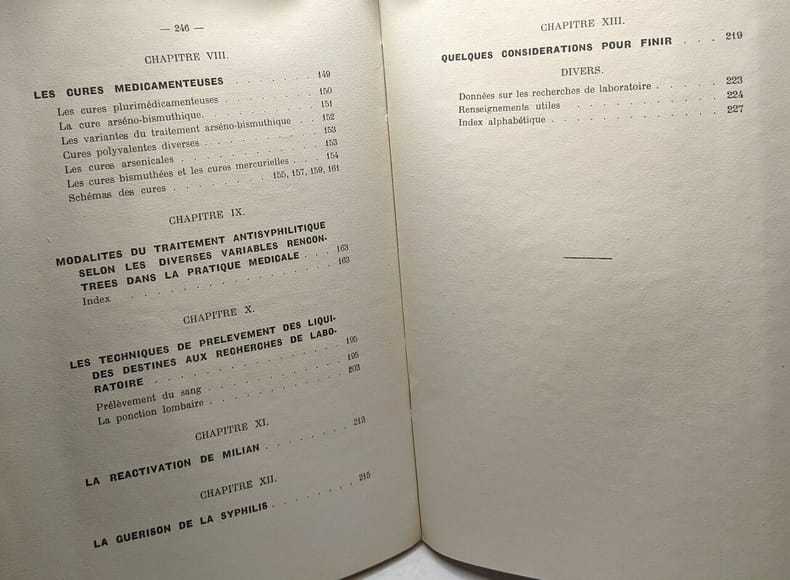 — 246 —
CHAPITRE VIII.
LES CURES MEDICAMENTEUSES . . . . . . . 149
Les cures plurimédicamenteuses . . . . . . . 150
La cure arséno-bismuthique. . . . . . . . 151
Les variantes du traitement arséno-bismuthique 152
Cures polyvalentes diverses . . . . . . . . 153
Les cures arsenicales . . . . . . . . . 153
Les cures bismuthées et les cures mercurielles . . . 154
Schémas des cures . . . . . . 155, 157, 159, 161
CHAPITRE IX.
MODALITES DU TRAITEMENT ANTISYPHILITIQUE
SELON LES DIVERSES VARIABLES RENCON-
TREES DANS LA PRATIQUE MEDICALE . . . 163
Index . . . . . . . . . . . 163
CHAPITRE X.
LES TECHNIQUES DE PRELEVEMENT DES LIQUI-
DES DESTINES AUX RECHERCHES DE LABO-
RATOIRE . . . . . . . . . . 195
Prélèvement du sang . . . . . . . . 195
La ponction lombaire . . . . . . . . 203
CHAPITRE XI.
LA REACTIVATION DE MILIAN . . . . . . 213
CHAPITRE XII.
LA GUERISON DE LA SYPHILIS . . . . . . 215
CHAPITRE XIII.
QUELQUES CONSIDERATIONS POUR FINIR . . . 219
DIVERS.
Données sur les recherches de laboratoire . . . . 223
Renseignements utiles . . . . . . . . 224
Index alphabétique . . . . . . . . . 227